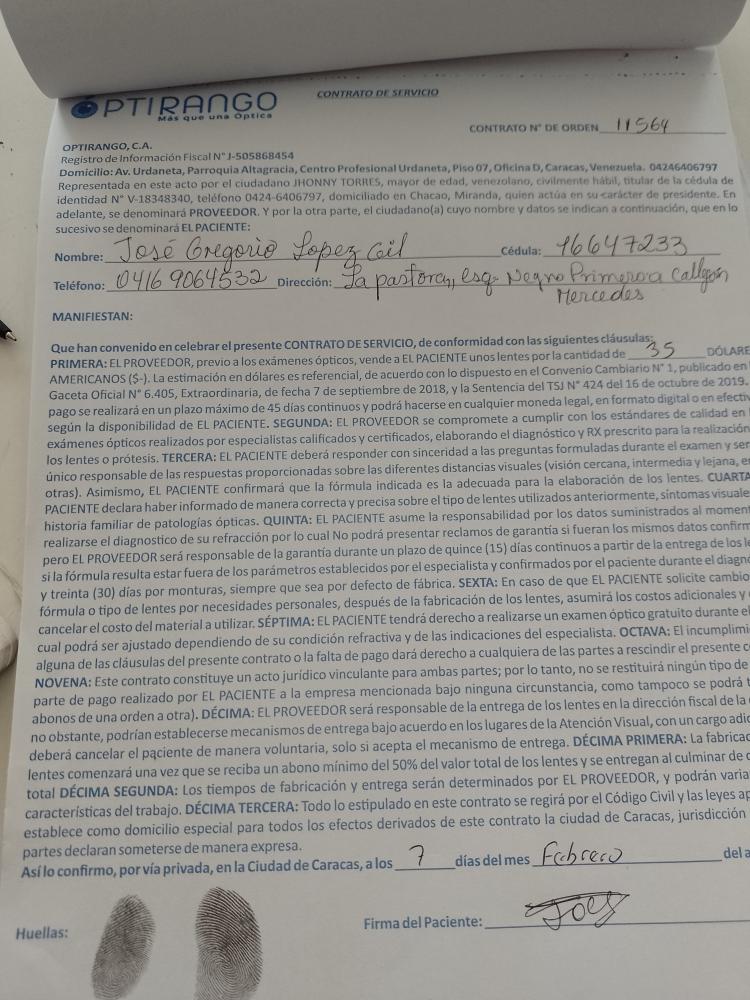 OPTIRANGO
Más que una Óptica
CONTRATO DE SERVICIO
CONTRATO N° DE ORDEN 11564
OPTIRANGO, C.A.
Registro de Información Fiscal N° J-505868454
Domicilio: Av. Urdaneta, Parroquia Altagracia, Centro Profesional Urdaneta, Piso 07, Oficina D, Caracas, Venezuela. 04246406797
Representada en este acto por el ciudadano JHONNY TORRES, mayor de edad, venezolano, civilmente hábil, titular de la cédula de
identidad N° V-18348340, teléfono 0424-6406797, domiciliado en Chacao, Miranda, quien actúa en su carácter de presidente. En
adelante, se denominará PROVEEDOR. Y por la otra parte, el ciudadano(a) cuyo nombre y datos se indican a continuación, que en lo
sucesivo se denominará EL PACIENTE:
Nombre: José Gregorio Lopez Gil Cédula: 16647233
Teléfono: 0416 9064532 Dirección: La pastora, esq. Negro Primero a Callejon
Mercedes
MANIFIESTAN:
Que han convenido en celebrar el presente CONTRATO DE SERVICIO, de conformidad con las siguientes cláusulas:
PRIMERA: EL PROVEEDOR, previo a los exámenes ópticos, vende a EL PACIENTE unos lentes por la cantidad de 35 DÓLARE
AMERICANOS ($-). La estimación en dólares es referencial, de acuerdo con lo dispuesto en el Convenio Cambiario N° 1, publicado en
Gaceta Oficial N° 6.405, Extraordinaria, de fecha 7 de septiembre de 2018, y la Sentencia del TSJ N° 424 del 16 de octubre de 2019.
pago se realizará en un plazo máximo de 45 días continuos y podrá hacerse en cualquier moneda legal, en formato digital o en efectiv
según la disponibilidad de EL PACIENTE. SEGUNDA: EL PROVEEDOR se compromete a cumplir con los estándares de calidad en
exámenes ópticos realizados por especialistas calificados y certificados, elaborando el diagnóstico y RX prescrito para la realización
los lentes o prótesis. TERCERA: EL PACIENTE deberá responder con sinceridad a las preguntas formuladas durante el examen y ser
único responsable de las respuestas proporcionadas sobre las diferentes distancias visuales (visión cercana, intermedia y lejana, e
otras). Asimismo, EL PACIENTE confirmará que la fórmula indicada es la adecuada para la elaboración de los lentes. CUARTA
PACIENTE declara haber informado de manera correcta y precisa sobre el tipo de lentes utilizados anteriormente, síntomas visuale
historia familiar de patologías ópticas. QUINTA: EL PACIENTE asume la responsabilidad por los datos suministrados al momen
realizarse el diagnostico de su refracción por lo cual No podrá presentar reclamos de garantía si fueran los mismos datos confirm
pero EL PROVEEDOR será responsable de la garantía durante un plazo de quince (15) días continuos a partir de la entrega de los l
si la fórmula resulta estar fuera de los parámetros establecidos por el especialista y confirmados por el paciente durante el diagn
y treinta (30) días por monturas, siempre que sea por defecto de fábrica. SEXTA: En caso de que EL PACIENTE solicite cambio
fórmula o tipo de lentes por necesidades personales, después de la fabricación de los lentes, asumirá los costos adicionales y
cancelar el costo del material a utilizar. SÉPTIMA: EL PACIENTE tendrá derecho a realizarse un examen óptico gratuito durante el
cual podrá ser ajustado dependiendo de su condición refractiva y de las indicaciones del especialista. OCTAVA: El incumplimi
alguna de las cláusulas del presente contrato o la falta de pago dará derecho a cualquiera de las partes a rescindir el presente c
NOVENA: Este contrato constituye un acto jurídico vinculante para ambas partes; por lo tanto, no se restituirá ningún tipo de
parte de pago realizado por EL PACIENTE a la empresa mencionada bajo ninguna circunstancia, como tampoco se podrá t
abonos de una orden a otra). DÉCIMA: EL PROVEEDOR será responsable de la entrega de los lentes en la dirección fiscal de la
no obstante, podrían establecerse mecanismos de entrega bajo acuerdo en los lugares de la Atención Visual, con un cargo adic
deberá cancelar el paciente de manera voluntaria, solo si acepta el mecanismo de entrega. DÉCIMA PRIMERA: La fabricac
lentes comenzará una vez que se reciba un abono mínimo del 50% del valor total de los lentes y se entregan al culminar de c
total DÉCIMA SEGUNDA: Los tiempos de fabricación y entrega serán determinados por EL PROVEEDOR, y podrán varia
características del trabajo. DÉCIMA TERCERA: Todo lo estipulado en este contrato se regirá por el Código Civil y las leyes ap
establece como domicilio especial para todos los efectos derivados de este contrato la ciudad de Caracas, jurisdicción
partes declaran someterse de manera expresa.
Así lo confirmo, por vía privada, en la Ciudad de Caracas, a los 7 días del mes Febrero del a
Huellas: Firma del Paciente: